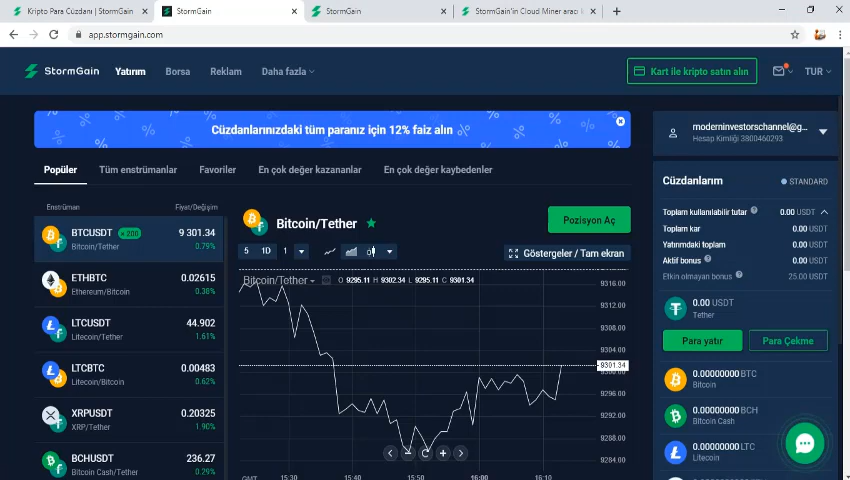 Kripto Para Cüzdanı | StormGain
StormGain
StormGain
StormGain'in Cloud Miner aracı
app.stormgain.com
StormGain
Yatırım
Borsa
Reklam
Daha fazla
Kart ile kripto satın alın
TUR
Cüzdanlarınızdaki tüm paranız için 12% faiz alın
moderninvestorschannel@g...
Hesap Kimliği 3800460293
Popüler
Tüm enstrümanlar
Favoriler
En çok değer kazananlar
En çok değer kaybedenler
Enstrüman
Fiyat/Değişim
BTCUSDT ×200 9 301.34
Bitcoin/Tether 0.79%
ETHBTC 0.02615
Ethereum/Bitcoin 0.38%
LTCUSDT 44.902
Litecoin/Tether 1.61%
LTCBTC 0.00483
Litecoin/Bitcoin 0.62%
XRPUSDT 0.20325
XRP/Tether 1.90%
BCHUSDT 236.27
Bitcoin Cash/Tether 0.29%
Bitcoin/Tether
Pozisyon Aç
5 1D 1
Göstergeler / Tam ekran
Bitcoin/Tether O 9295.11 H 9302.34 L 9295.11 C 9301.34
9316.00
9312.00
9308.00
9304.00
9301.34
9300.00
9296.00
9292.00
9288.00
9284.00
GMT 15:30 15:40 15:50 16:00 16:10
Cüzdanlarım
STANDARD
Toplam kullanılabilir tutar 0.00 USDT
Toplam kar 0.00 USDT
Yatırımdaki toplam 0.00 USDT
Aktif bonus 0.00 USDT
Etkin olmayan bonus 25.00 USDT
0.00 USDT
Tether
Para yatır
Para Çekme
0.00000000 BTC
Bitcoin
0.00000000 BCH
Bitcoin Cash
0.00000000 LTC
Litecoin